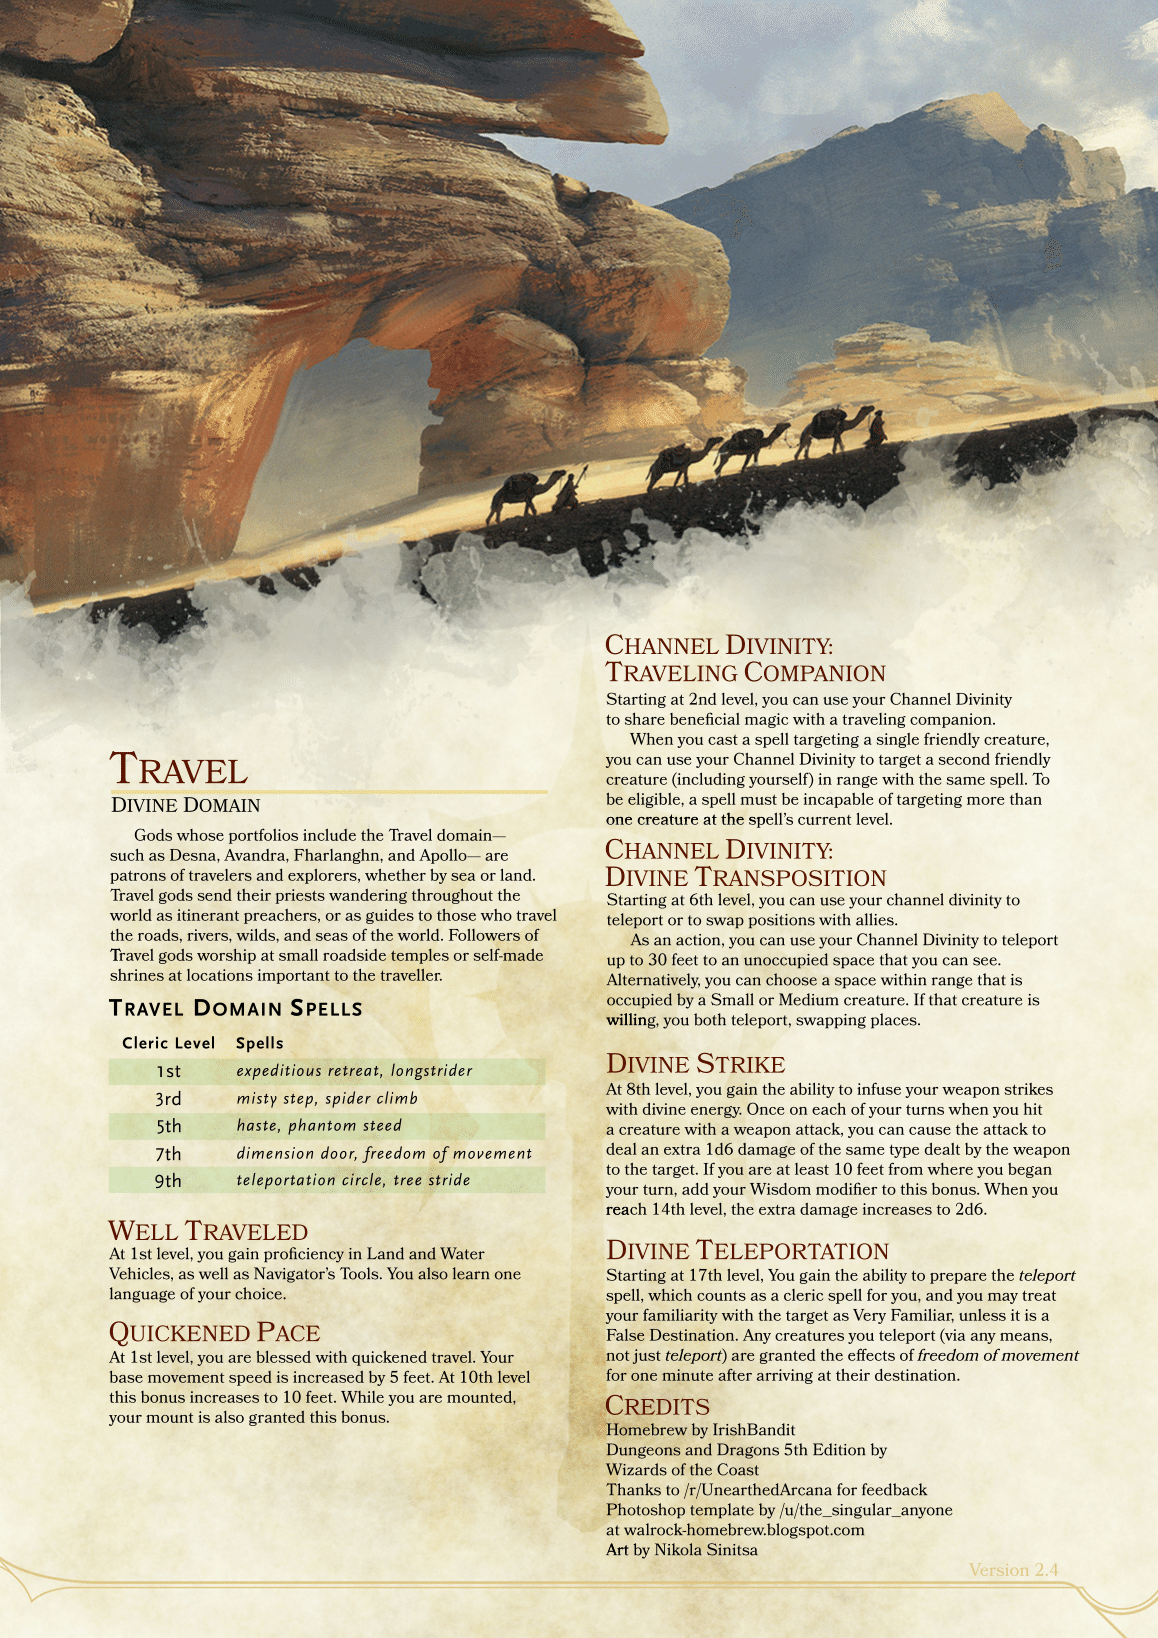 TRAVEL
DIVINE DOMAIN
Gods whose portfolios include the Travel domain—
such as Desna, Avandra, Fharlanghn, and Apollo— are
patrons of travelers and explorers, whether by sea or land.
Travel gods send their priests wandering throughout the
world as itinerant preachers, or as guides to those who travel
the roads, rivers, wilds, and seas of the world. Followers of
Travel gods worship at small roadside temples or self-made
shrines at locations important to the traveller.
TRAVEL DOMAIN SPELLS
Cleric Level Spells
1st expeditious retreat, longstrider
3rd misty step, spider climb
5th haste, phantom steed
7th dimension door, freedom of movement
9th teleportation circle, tree stride
WELL TRAVELED
At 1st level, you gain proficiency in Land and Water
Vehicles, as well as Navigator's Tools. You also learn one
language of your choice.
QUICKENED PACE
At 1st level, you are blessed with quickened travel. Your
base movement speed is increased by 5 feet. At 10th level
this bonus increases to 10 feet. While you are mounted,
your mount is also granted this bonus.
CHANNEL DIVINITY:
TRAVELING COMPANION
Starting at 2nd level, you can use your Channel Divinity
to share beneficial magic with a traveling companion.
When you cast a spell targeting a single friendly creature,
you can use your Channel Divinity to target a second friendly
creature (including yourself) in range with the same spell. To
be eligible, a spell must be incapable of targeting more than
one creature at the spell's current level.
CHANNEL DIVINITY:
DIVINE TRANSPOSITION
Starting at 6th level, you can use your channel divinity to
teleport or to swap positions with allies.
As an action, you can use your Channel Divinity to teleport
up to 30 feet to an unoccupied space that you can see.
Alternatively, you can choose a space within range that is
occupied by a Small or Medium creature. If that creature is
willing, you both teleport, swapping places.
DIVINE STRIKE
At 8th level, you gain the ability to infuse your weapon strikes
with divine energy. Once on each of your turns when you hit
a creature with a weapon attack, you can cause the attack to
deal an extra 1d6 damage of the same type dealt by the weapon
to the target. If you are at least 10 feet from where you began
your turn, add your Wisdom modifier to this bonus. When you
reach 14th level, the extra damage increases to 2d6.
DIVINE TELEPORTATION
Starting at 17th level, You gain the ability to prepare the teleport
spell, which counts as a cleric spell for you, and you may treat
your familiarity with the target as Very Familiar, unless it is a
False Destination. Any creatures you teleport (via any means,
not just teleport) are granted the effects of freedom of movement
for one minute after arriving at their destination.
CREDITS
Homebrew by IrishBandit
Dungeons and Dragons 5th Edition by
Wizards of the Coast
Thanks to /r/UnearthedArcana for feedback
Photoshop template by /u/the_singular_anyone
at walrock-homebrew.blogspot.com
Art by Nikola Sinitsa
Version 2.4